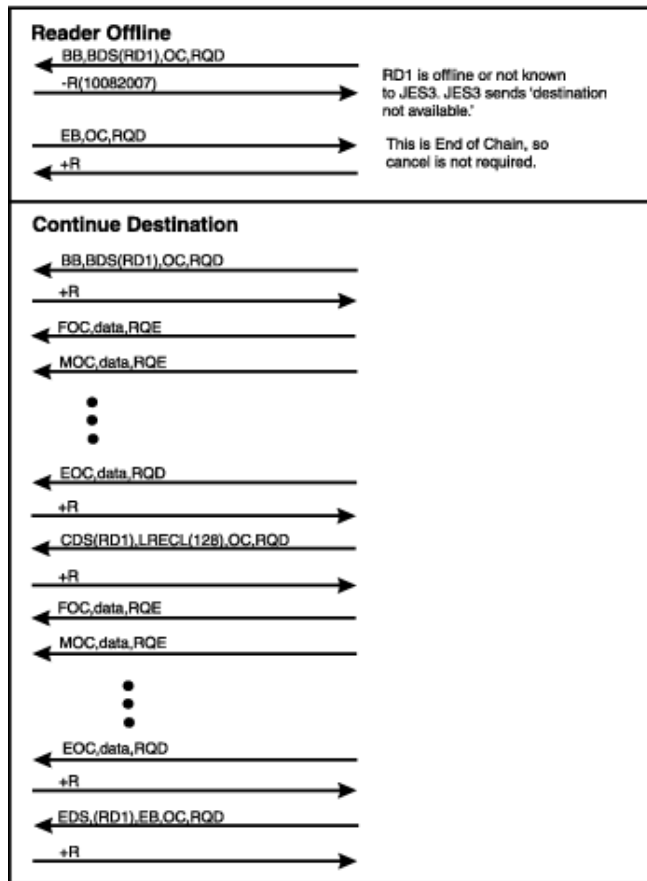 Reader Offline
BB,BDS(RD1),OC,RQD
-R(10082007)
RD1 is offline or not known
to JES3. JES3 sends 'destination
not available.'
EB,OC,RQD
+R
This is End of Chain, so
cancel is not required.
Continue Destination
BB,BDS(RD1),OC,RQD
+R
FOC,data,RQE
MOC,data,RQE
EOC,data,RQD
+R
CDS(RD1),LRECL(128),OC,RQD
+R
FOC,data,RQE
MOC,data,RQE
EOC,data,RQD
+R
EDS,(RD1),EB,OC,RQD
+R